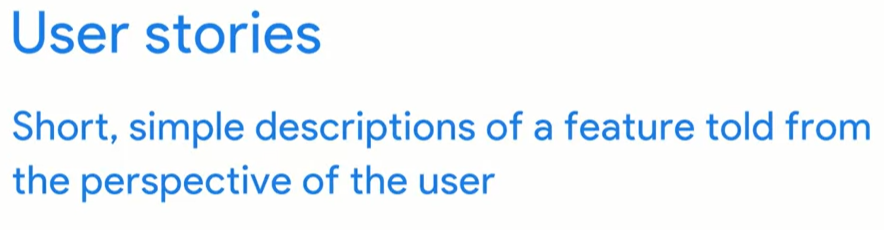 User stories
Short, simple descriptions of a feature told from
the perspective of the user